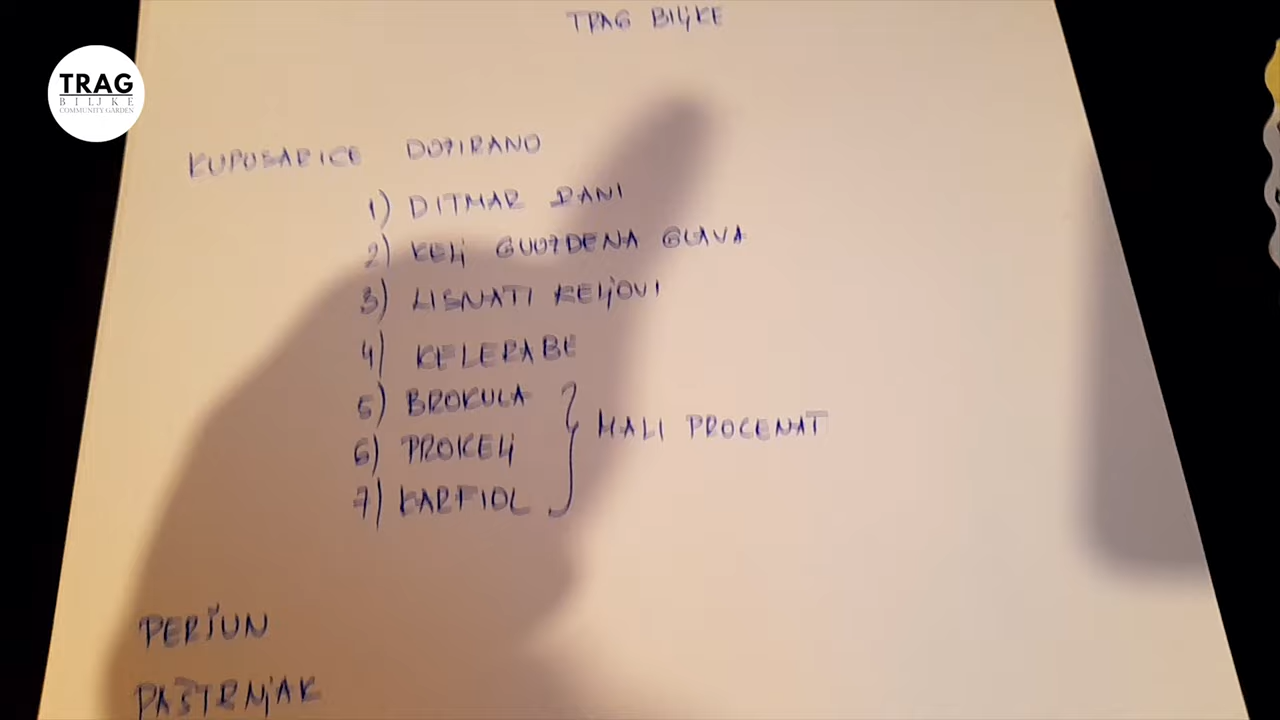 TRAG BILJKE
TRAG
BILJKE
COMMUNITY GARDEN
KUPUSARICE DOZIRANO
1) DITMAR RANI
2) KELJ GVOZDENA GLAVA
3) LISNATI KELJOVI
4) KELERABE
5) BROKULA
6) PROKELJ
7) KARFIOL
MALI PROCENAT
PERŠUN
PAŠTRNJAK